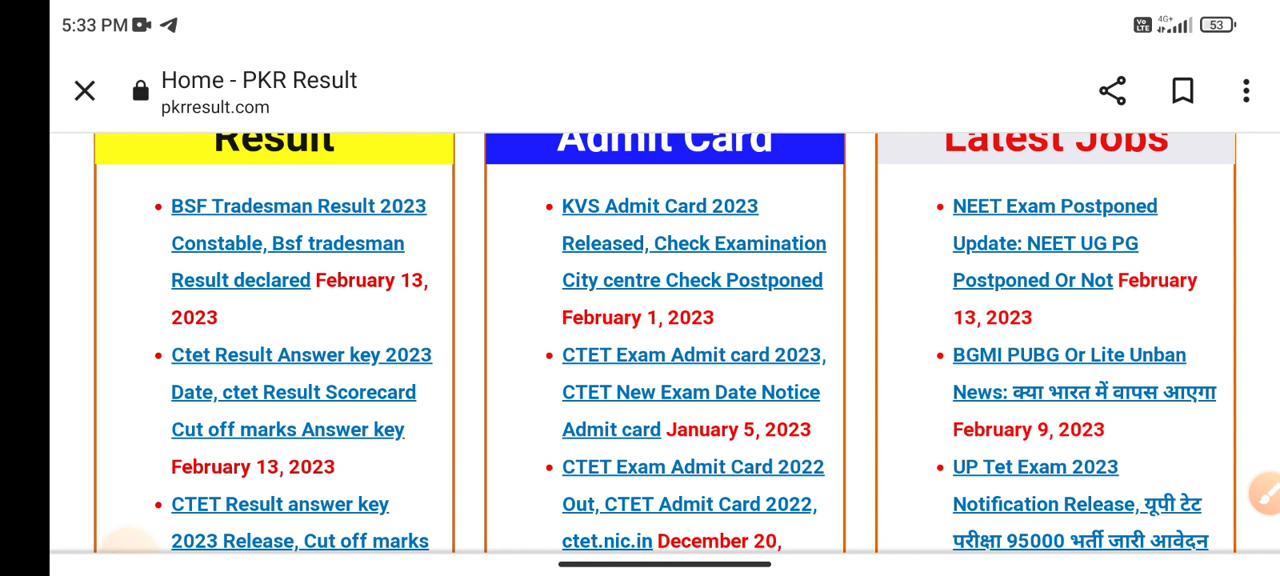 5:33 PM
Vo LTE 4G+ 53
Home - PKR Result
pkrresult.com
Result
BSF Tradesman Result 2023
Constable, Bsf tradesman
Result declared February 13,
2023
Ctet Result Answer key 2023
Date, ctet Result Scorecard
Cut off marks Answer key
February 13, 2023
CTET Result answer key
2023 Release, Cut off marks
Admit Card
KVS Admit Card 2023
Released, Check Examination
City centre Check Postponed
February 1, 2023
CTET Exam Admit card 2023,
CTET New Exam Date Notice
Admit card January 5, 2023
CTET Exam Admit Card 2022
Out, CTET Admit Card 2022,
ctet.nic.in December 20,
Latest Jobs
NEET Exam Postponed
Update: NEET UG PG
Postponed Or Not February
13, 2023
BGMI PUBG Or Lite Unban
News: क्या भारत में वापस आएगा
February 9, 2023
UP Tet Exam 2023
Notification Release, यूपी टेट
परीक्षा 95000 भर्ती जारी आवेदन